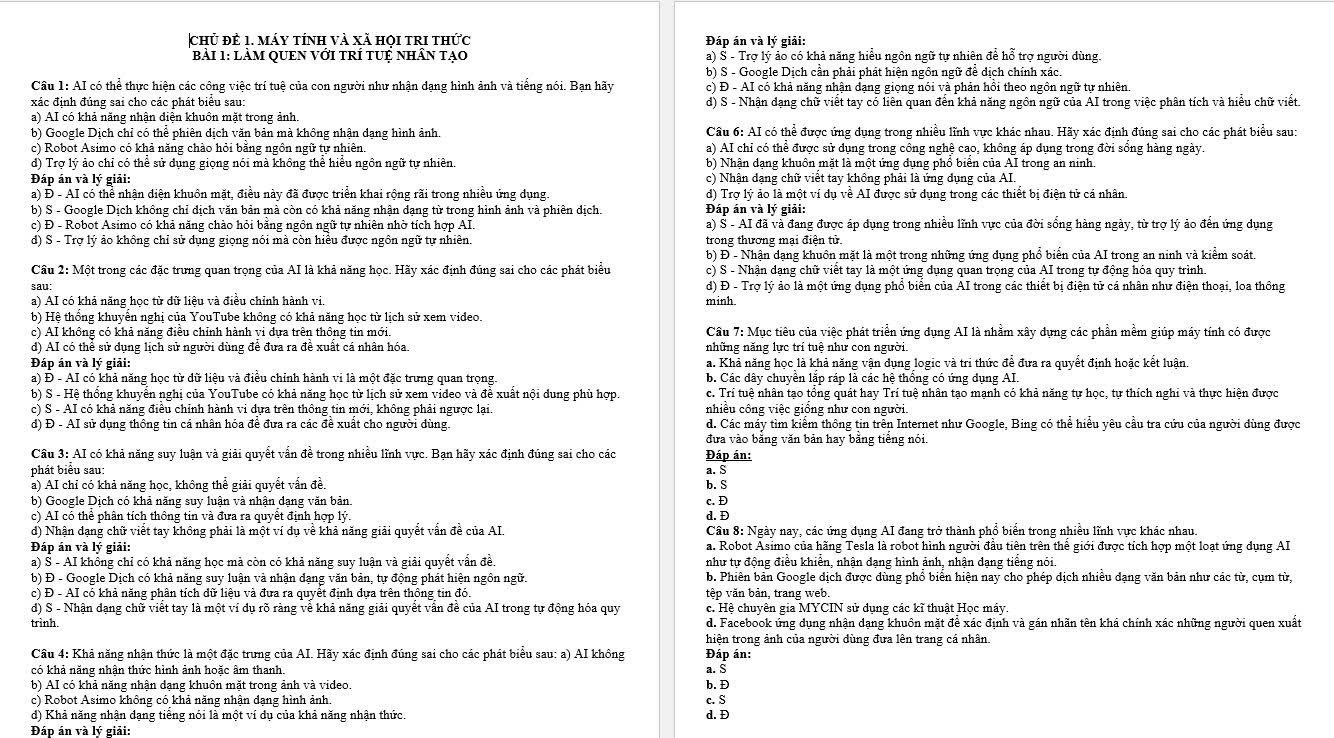 CHỦ ĐỀ 1. MÁY TÍNH VÀ XÃ HỘI TRI THỨC
BÀI 1: LÀM QUEN VỚI TRÍ TUỆ NHÂN TẠO
Câu 1: AI có thể thực hiện các công việc trí tuệ của con người như nhận dạng hình ảnh và tiếng nói. Bạn hãy
xác định đúng sai cho các phát biểu sau:
a) AI có khả năng nhận diện khuôn mặt trong ảnh.
b) Google Dịch chỉ có thể phiên dịch văn bản mà không nhận dạng hình ảnh.
c) Robot Asimo có khả năng chào hỏi bằng ngôn ngữ tự nhiên.
d) Trợ lý ảo chỉ có thể sử dụng giọng nói mà không thể hiểu ngôn ngữ tự nhiên.
Đáp án và lý giải:
a) Đ - AI có thể nhận diện khuôn mặt, điều này đã được triển khai rộng rãi trong nhiều ứng dụng.
b) S - Google Dịch không chỉ dịch văn bản mà còn có khả năng nhận dạng từ trong hình ảnh và phiên dịch.
c) Đ - Robot Asimo có khả năng chào hỏi bằng ngôn ngữ tự nhiên nhờ tích hợp AI.
d) S - Trợ lý ảo không chỉ sử dụng giọng nói mà còn hiểu được ngôn ngữ tự nhiên.
Câu 2: Một trong các đặc trưng quan trọng của AI là khả năng học. Hãy xác định đúng sai cho các phát biểu
sau:
a) AI có khả năng học từ dữ liệu và điều chỉnh hành vi.
b) Hệ thống khuyến nghị của YouTube không có khả năng học từ lịch sử xem video.
c) AI không có khả năng điều chỉnh hành vi dựa trên thông tin mới.
d) AI có thể sử dụng lịch sử người dùng để đưa ra đề xuất cá nhân hóa.
Đáp án và lý giải:
a) Đ - AI có khả năng học từ dữ liệu và điều chỉnh hành vi là một đặc trưng quan trọng.
b) S - Hệ thống khuyến nghị của YouTube có khả năng học từ lịch sử xem video và đề xuất nội dung phù hợp.
c) S - AI có khả năng điều chỉnh hành vi dựa trên thông tin mới, không phải ngược lại.
d) Đ - AI sử dụng thông tin cá nhân hóa để đưa ra các đề xuất cho người dùng.
Câu 3: AI có khả năng suy luận và giải quyết vấn đề trong nhiều lĩnh vực. Bạn hãy xác định đúng sai cho các
phát biểu sau:
a) AI chỉ có khả năng học, không thể giải quyết vấn đề.
b) Google Dịch có khả năng suy luận và nhận dạng văn bản.
c) AI có thể phân tích thông tin và đưa ra quyết định hợp lý.
d) Nhận dạng chữ viết tay không phải là một ví dụ về khả năng giải quyết vấn đề của AI.
Đáp án và lý giải:
a) S - AI không chỉ có khả năng học mà còn có khả năng suy luận và giải quyết vấn đề.
b) Đ - Google Dịch có khả năng suy luận và nhận dạng văn bản, tự động phát hiện ngôn ngữ.
c) Đ - AI có khả năng phân tích dữ liệu và đưa ra quyết định dựa trên thông tin đó.
d) S - Nhận dạng chữ viết tay là một ví dụ rõ ràng về khả năng giải quyết vấn đề của AI trong tự động hóa quy
trình.
Câu 4: Khả năng nhận thức là một đặc trưng của AI. Hãy xác định đúng sai cho các phát biểu sau: a) AI không
có khả năng nhận thức hình ảnh hoặc âm thanh.
b) AI có khả năng nhận dạng khuôn mặt trong ảnh và video.
c) Robot Asimo không có khả năng nhận dạng hình ảnh.
d) Khả năng nhận dạng tiếng nói là một ví dụ của khả năng nhận thức.
Đáp án và lý giải:
Đáp án và lý giải:
a) S - Trợ lý ảo có khả năng hiểu ngôn ngữ tự nhiên để hỗ trợ người dùng.
b) S - Google Dịch cần phải phát hiện ngôn ngữ để dịch chính xác.
c) Đ - AI có khả năng nhận dạng giọng nói và phản hồi theo ngôn ngữ tự nhiên.
d) S - Nhận dạng chữ viết tay có liên quan đến khả năng ngôn ngữ của AI trong việc phân tích và hiểu chữ viết.
Câu 6: AI có thể được ứng dụng trong nhiều lĩnh vực khác nhau. Hãy xác định đúng sai cho các phát biểu sau:
a) AI chỉ có thể được sử dụng trong công nghệ cao, không áp dụng trong đời sống hàng ngày.
b) Nhận dạng khuôn mặt là một ứng dụng phổ biến của AI trong an ninh.
c) Nhận dạng chữ viết tay không phải là ứng dụng của AI.
d) Trợ lý ảo là một ví dụ về AI được sử dụng trong các thiết bị điện tử cá nhân.
Đáp án và lý giải:
a) S - AI đã và đang được áp dụng trong nhiều lĩnh vực của đời sống hàng ngày, từ trợ lý ảo đến ứng dụng
trong thương mại điện tử.
b) Đ - Nhận dạng khuôn mặt là một trong những ứng dụng phổ biến của AI trong an ninh và kiểm soát.
c) S - Nhận dạng chữ viết tay là một ứng dụng quan trọng của AI trong tự động hóa quy trình.
d) Đ - Trợ lý ảo là một ứng dụng phổ biến của AI trong các thiết bị điện tử cá nhân như điện thoại, loa thông
minh.
Câu 7: Mục tiêu của việc phát triển ứng dụng AI là nhằm xây dựng các phần mềm giúp máy tính có được
những năng lực trí tuệ như con người.
a. Khả năng học là khả năng vận dụng logic và tri thức để đưa ra quyết định hoặc kết luận.
b. Các dây chuyền lắp ráp là các hệ thống có ứng dụng AI.
c. Trí tuệ nhân tạo tổng quát hay Trí tuệ nhân tạo mạnh có khả năng tự học, tự thích nghi và thực hiện được
nhiều công việc giống như con người.
d. Các máy tìm kiếm thông tin trên Internet như Google, Bing có thể hiểu yêu cầu tra cứu của người dùng được
đưa vào bằng văn bản hay bằng tiếng nói.
Đáp án:
a. S
b. S
c. Đ
d. Đ
Câu 8: Ngày nay, các ứng dụng AI đang trở thành phổ biến trong nhiều lĩnh vực khác nhau.
a. Robot Asimo của hãng Tesla là robot hình người đầu tiên trên thế giới được tích hợp một loạt ứng dụng AI
như tự động điều khiển, nhận dạng hình ảnh, nhận dạng tiếng nói.
b. Phiên bản Google dịch được dùng phổ biến hiện nay cho phép dịch nhiều dạng văn bản như các từ, cụm từ,
tệp văn bản, trang web.
c. Hệ chuyên gia MYCIN sử dụng các kĩ thuật Học máy.
d. Facebook ứng dụng nhận dạng khuôn mặt để xác định và gán nhãn tên khá chính xác những người quen xuất
hiện trong ảnh của người dùng đưa lên trang cá nhân.
Đáp án:
a. S
b. Đ
c. S
d. Đ